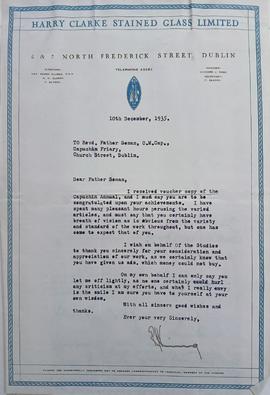 HARRY CLARKE STAINED GLASS LIMITED
6 & 7 NORTH FREDERICK STREET, DUBLIN
10th December, 1935.
TO Revd, Father Senan, O.M.Cap.,
Capuchin Friary,
Church Street, Dublin.
Dear Father Senan,
I received voucher copy of the
Capuchin Annual, and I must say you are to be
congratulated upon your achievements. I have
spent many pleasant hours perusing the varied
articles, and must say that you certainly have
breath of vision as is obvious from the variety
and standard of the work throughout, but one has
come to expect that of you.
I wish on behalf of the Studios
to thank you sincerely for your consideration and
appreciation of our work, as we certainly know that
you have given us ads, which money could not buy.
On my own behalf I can only say you
let me off lightly, as no one certainly could hurl
any criticism at my efforts, and what I really envy
is the smile I am sure you have to yourself at your
own wisdom.
With all sincere good wishes and
thanks.
Ever your very Sincerely,